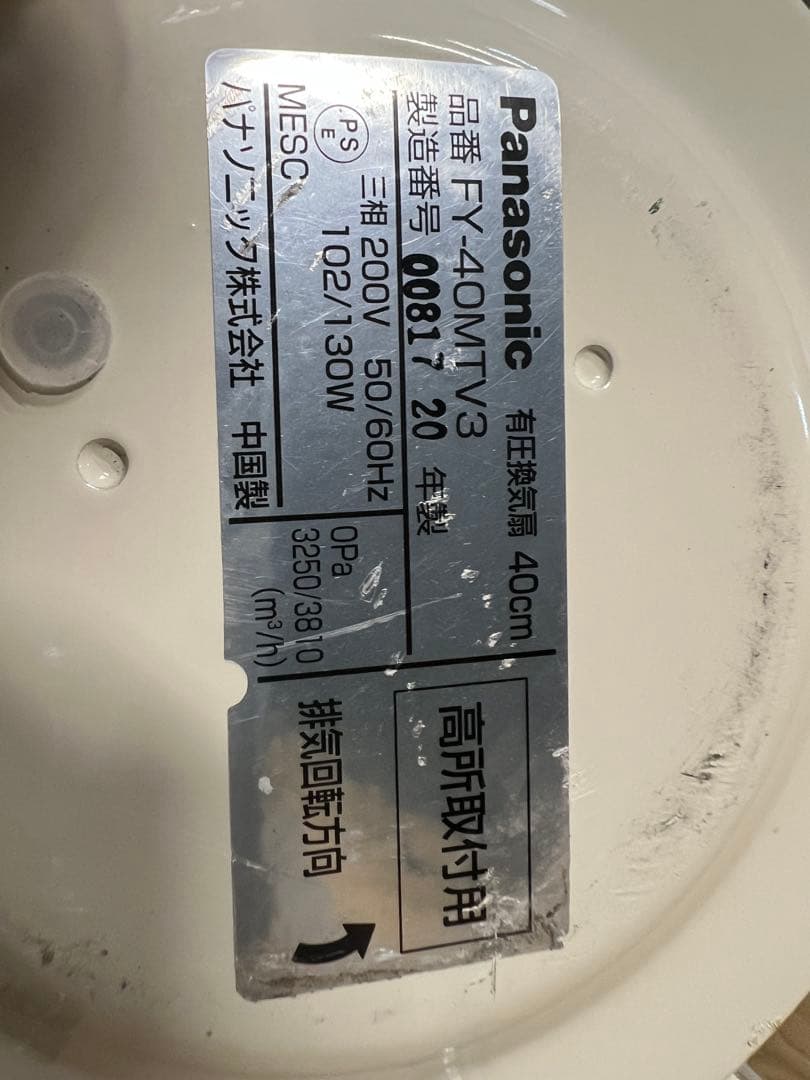 Panasonic 有圧換気扇 40cm
品番 FY-40MTV3
製造番号 00817 20 年製
PS
E
三相 200V 50/60Hz
102/130W
0Pa
3250/3810
(m³/h)
MESC
パナソニック株式会社 中国製
高所取付用
排気回転方向